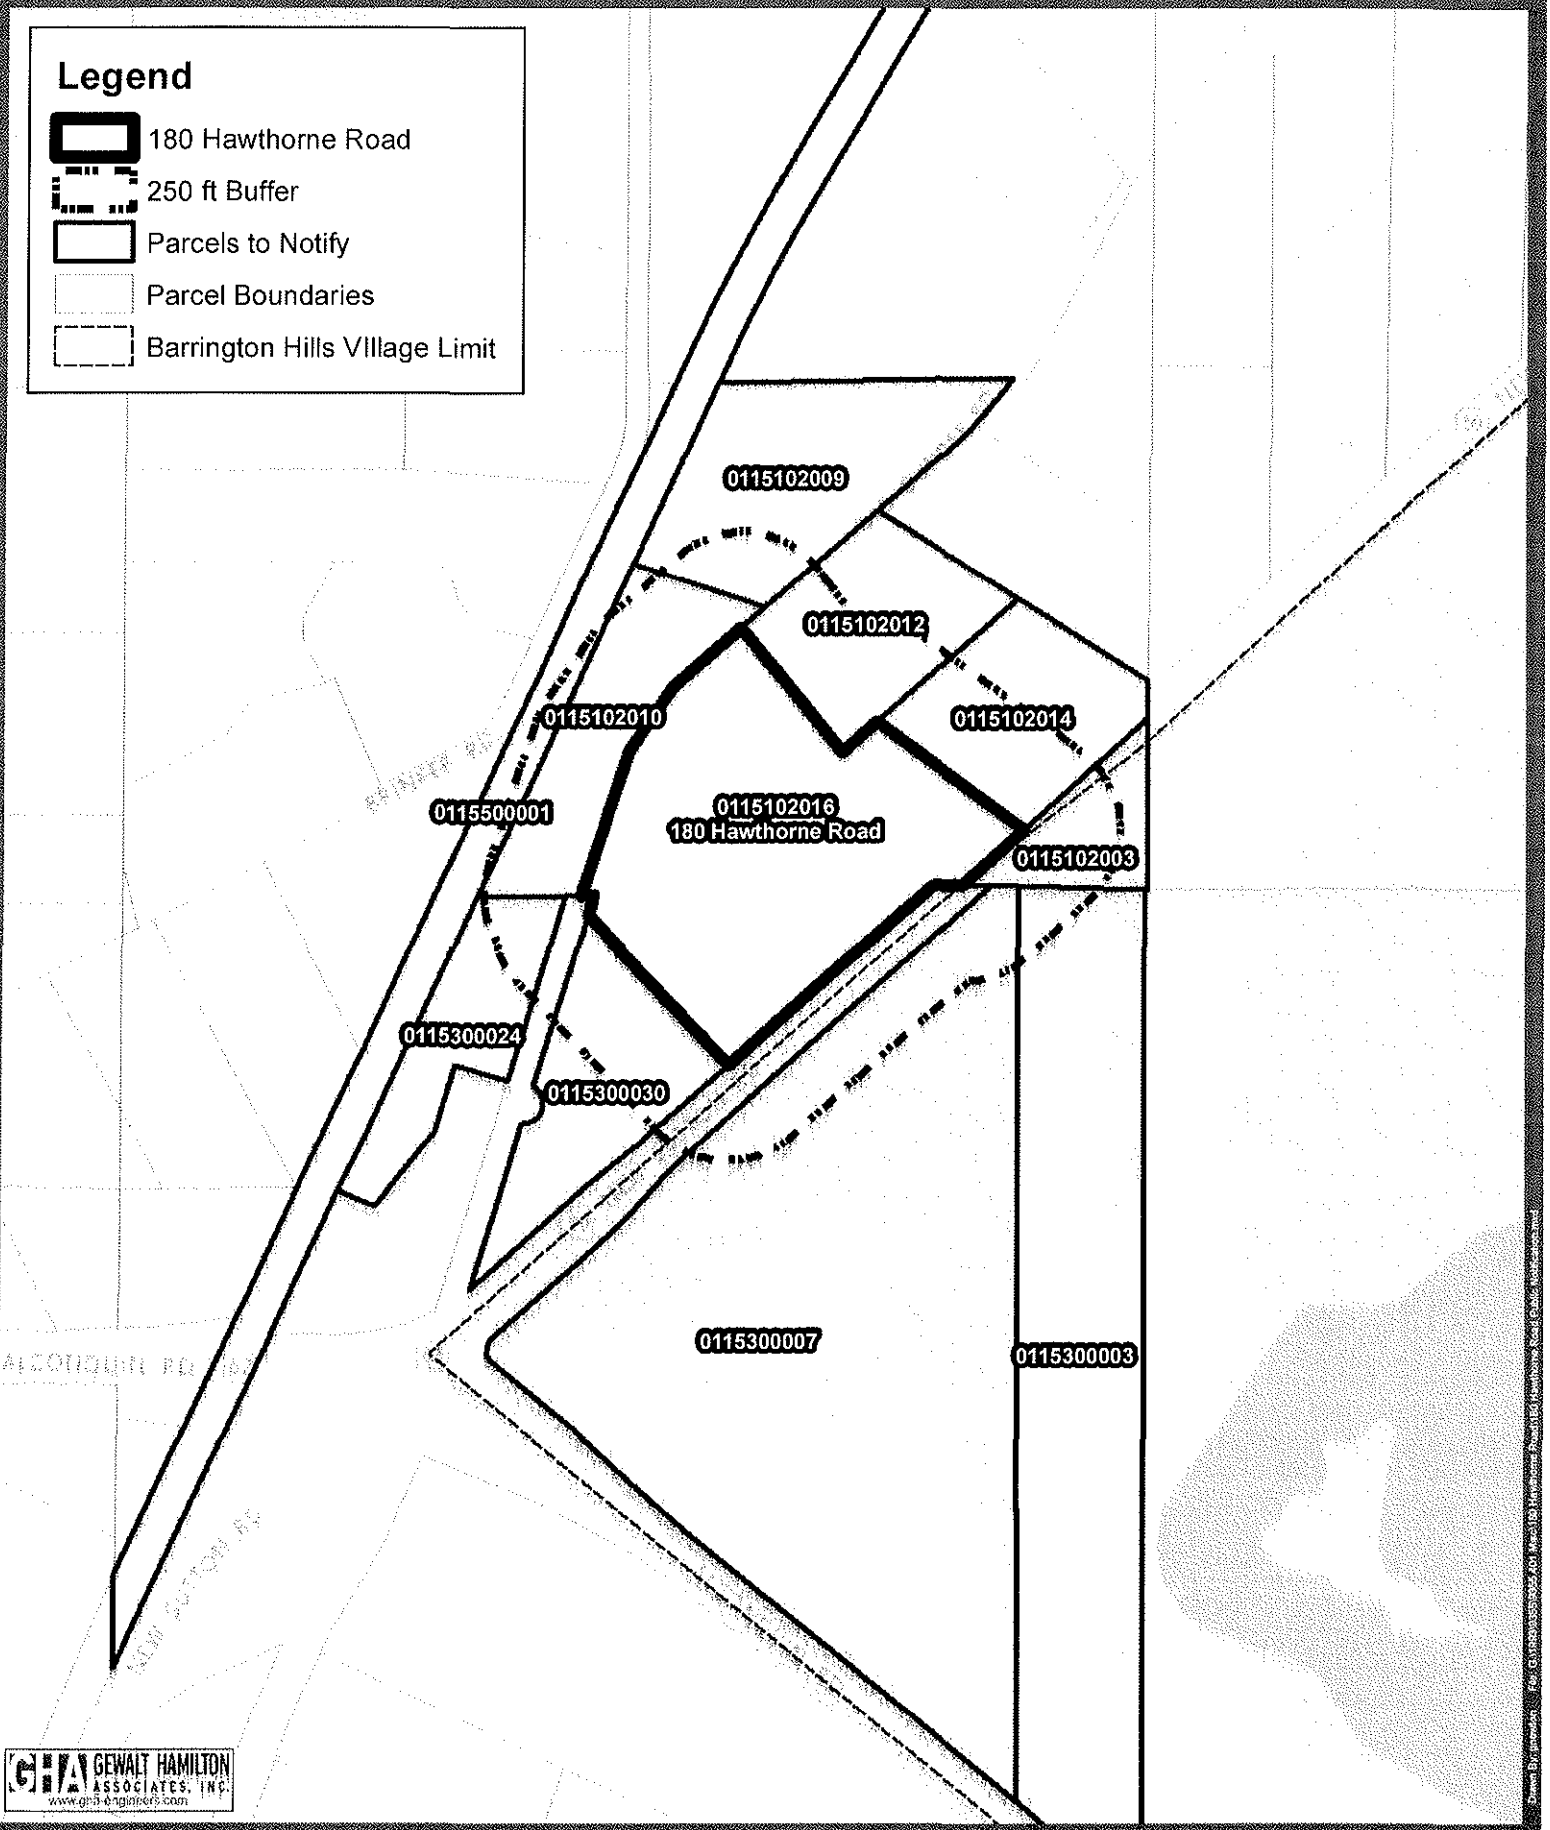 Legend
180 Hawthorne Road
250 ft Buffer
Parcels to Notify
Parcel Boundaries
Barrington Hills VIllage Limit
0115102009
0115102012
0115102010
0115102014
0115500001
0115102016
180 Hawthorne Road
0115102003
0115300024
0115300030
0115300007
0115300003
ALGONQUIN RD
GHA GEWALT HAMILTON
ASSOCIATES, INC.
www.gha-engineers.com